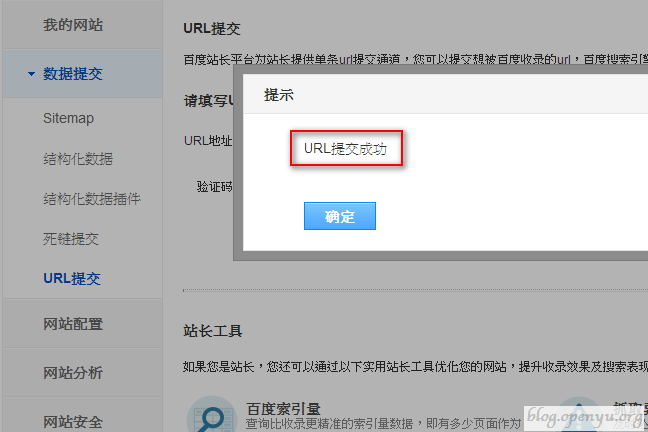 我的网站
数据提交
Sitemap
结构化数据
结构化数据插件
死链提交
URL提交
网站配置
网站分析
网站安全
URL提交
百度站长平台为站长提供单条url提交通道，您可以提交想被百度收录的url，百度搜索引擎
请填写U
URL地址
验证码
提示
URL提交成功
确定
站长工具
如果您是站长，您还可以通过以下实用站长工具优化您的网站，提升收录效果及搜索表现
百度索引量
查询比收录更精准的索引量数据，即有多少页面作为
抓取
blog.openyu.org